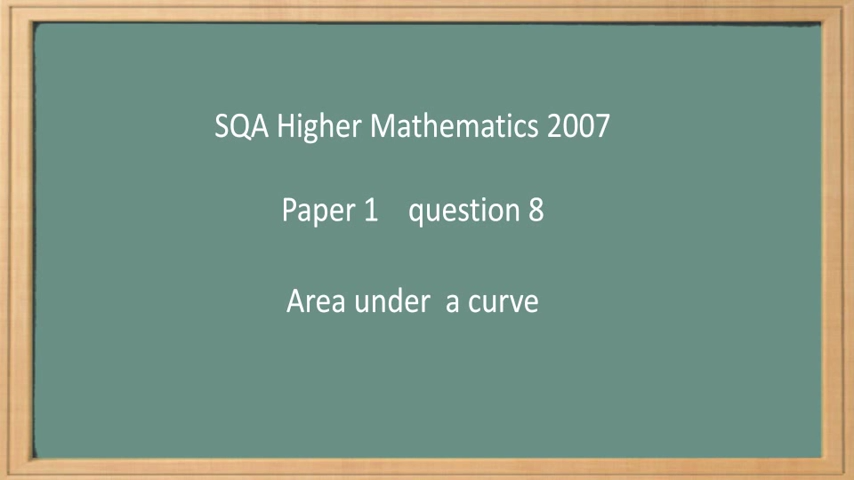 SQA Higher Mathematics 2007
Paper 1 question 8
Area under a curve